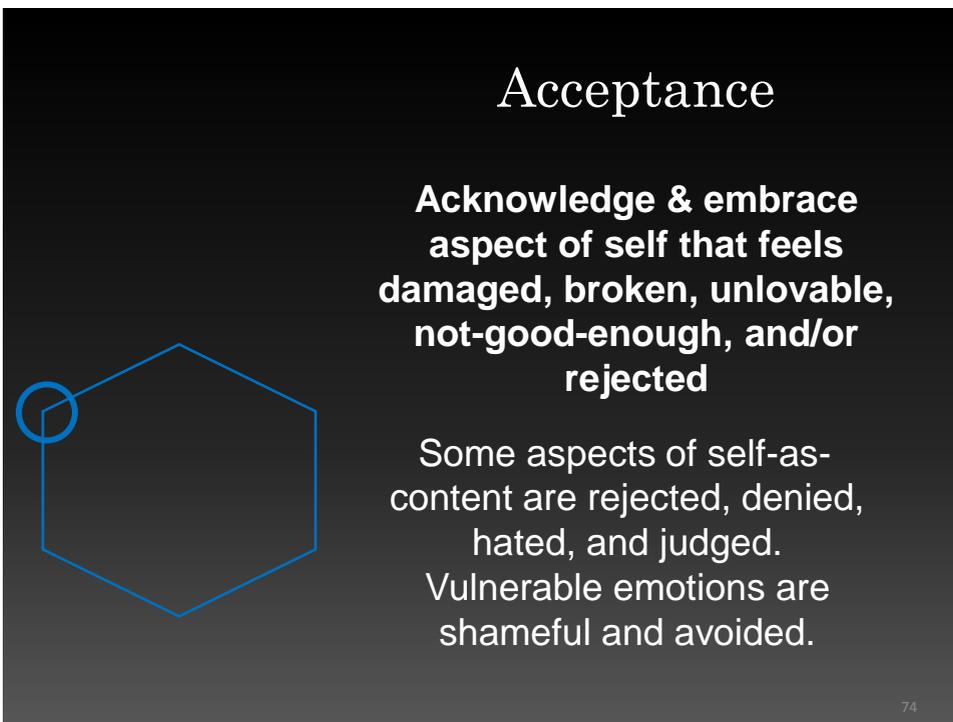 Acceptance
Acknowledge & embrace
aspect of self that feels
damaged, broken, unlovable,
not-good-enough, and/or
rejected
Some aspects of self-as-
content are rejected, denied,
hated, and judged.
Vulnerable emotions are
shameful and avoided.
74